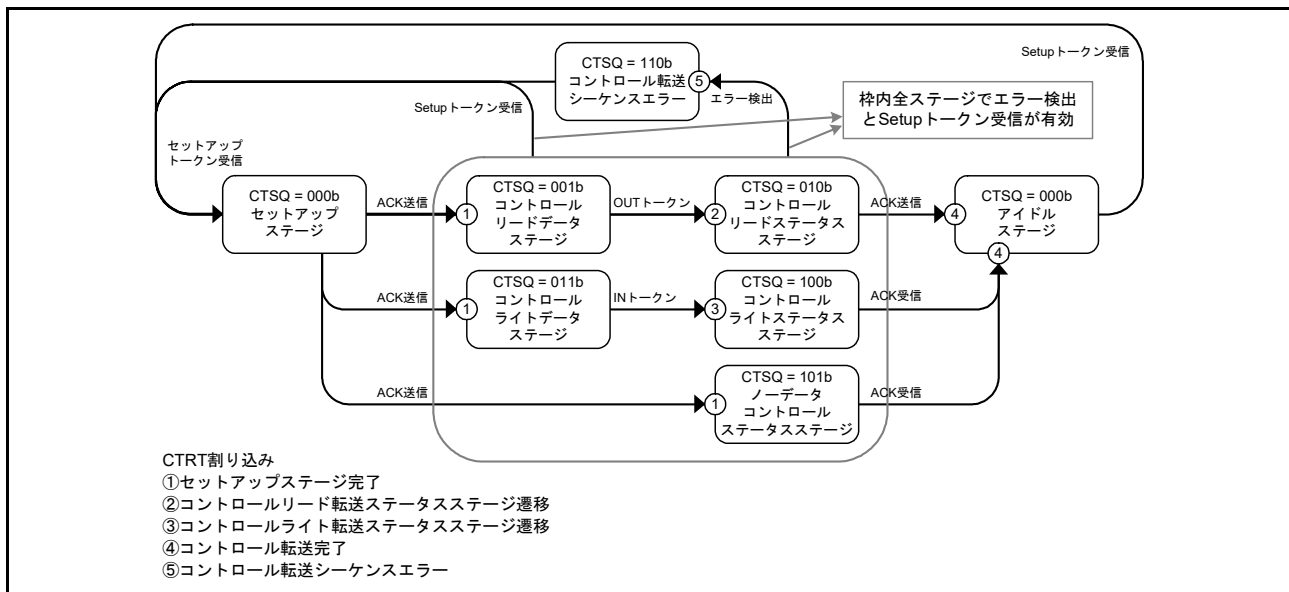 Setupトークン受信
CTSQ = 110b
コントロール転送
シーケンスエラー
⑤
エラー検出
Setupトークン受信
枠内全ステージでエラー検出
とSetupトークン受信が有効
セットアップ
トークン受信
CTSQ = 000b
セットアップ
ステージ
ACK送信
①
CTSQ = 001b
コントロール
リードデータ
ステージ
OUTトークン
②
CTSQ = 010b
コントロール
リードステータス
ステージ
ACK送信
④
CTSQ = 000b
アイドル
ステージ
④
ACK送信
①
CTSQ = 011b
コントロール
ライトデータ
ステージ
INトークン
③
CTSQ = 100b
コントロール
ライトステータス
ステージ
ACK受信
ACK送信
①
CTSQ = 101b
ノーデータ
コントロール
ステータスステージ
ACK受信
CTRT割り込み
①セットアップステージ完了
②コントロールリード転送ステータスステージ遷移
③コントロールライト転送ステータスステージ遷移
④コントロール転送完了
⑤コントロール転送シーケンスエラー